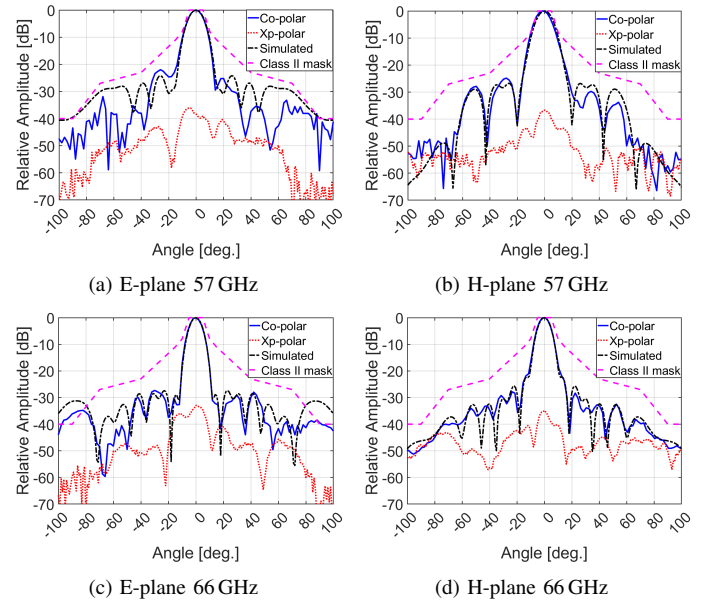 0
-10
-20
-30
-40
-50
-60
-70
Relative Amplitude [dB]
-100
-80
-60
-40
-20
0
20
40
60
80
100
Angle [deg.]
Co-polar
Xp-polar
Simulated
Class II mask
(a) E-plane 57 GHz
0
-10
-20
-30
-40
-50
-60
-70
Relative Amplitude [dB]
-100
-80
-60
-40
-20
0
20
40
60
80
100
Angle [deg.]
Co-polar
Xp-polar
Simulated
Class II mask
(b) H-plane 57 GHz
0
-10
-20
-30
-40
-50
-60
-70
Relative Amplitude [dB]
-100
-80
-60
-40
-20
0
20
40
60
80
100
Angle [deg.]
Co-polar
Xp-polar
Simulated
Class II mask
(c) E-plane 66 GHz
0
-10
-20
-30
-40
-50
-60
-70
Relative Amplitude [dB]
-100
-80
-60
-40
-20
0
20
40
60
80
100
Angle [deg.]
Co-polar
Xp-polar
Simulated
Class II mask
(d) H-plane 66 GHz